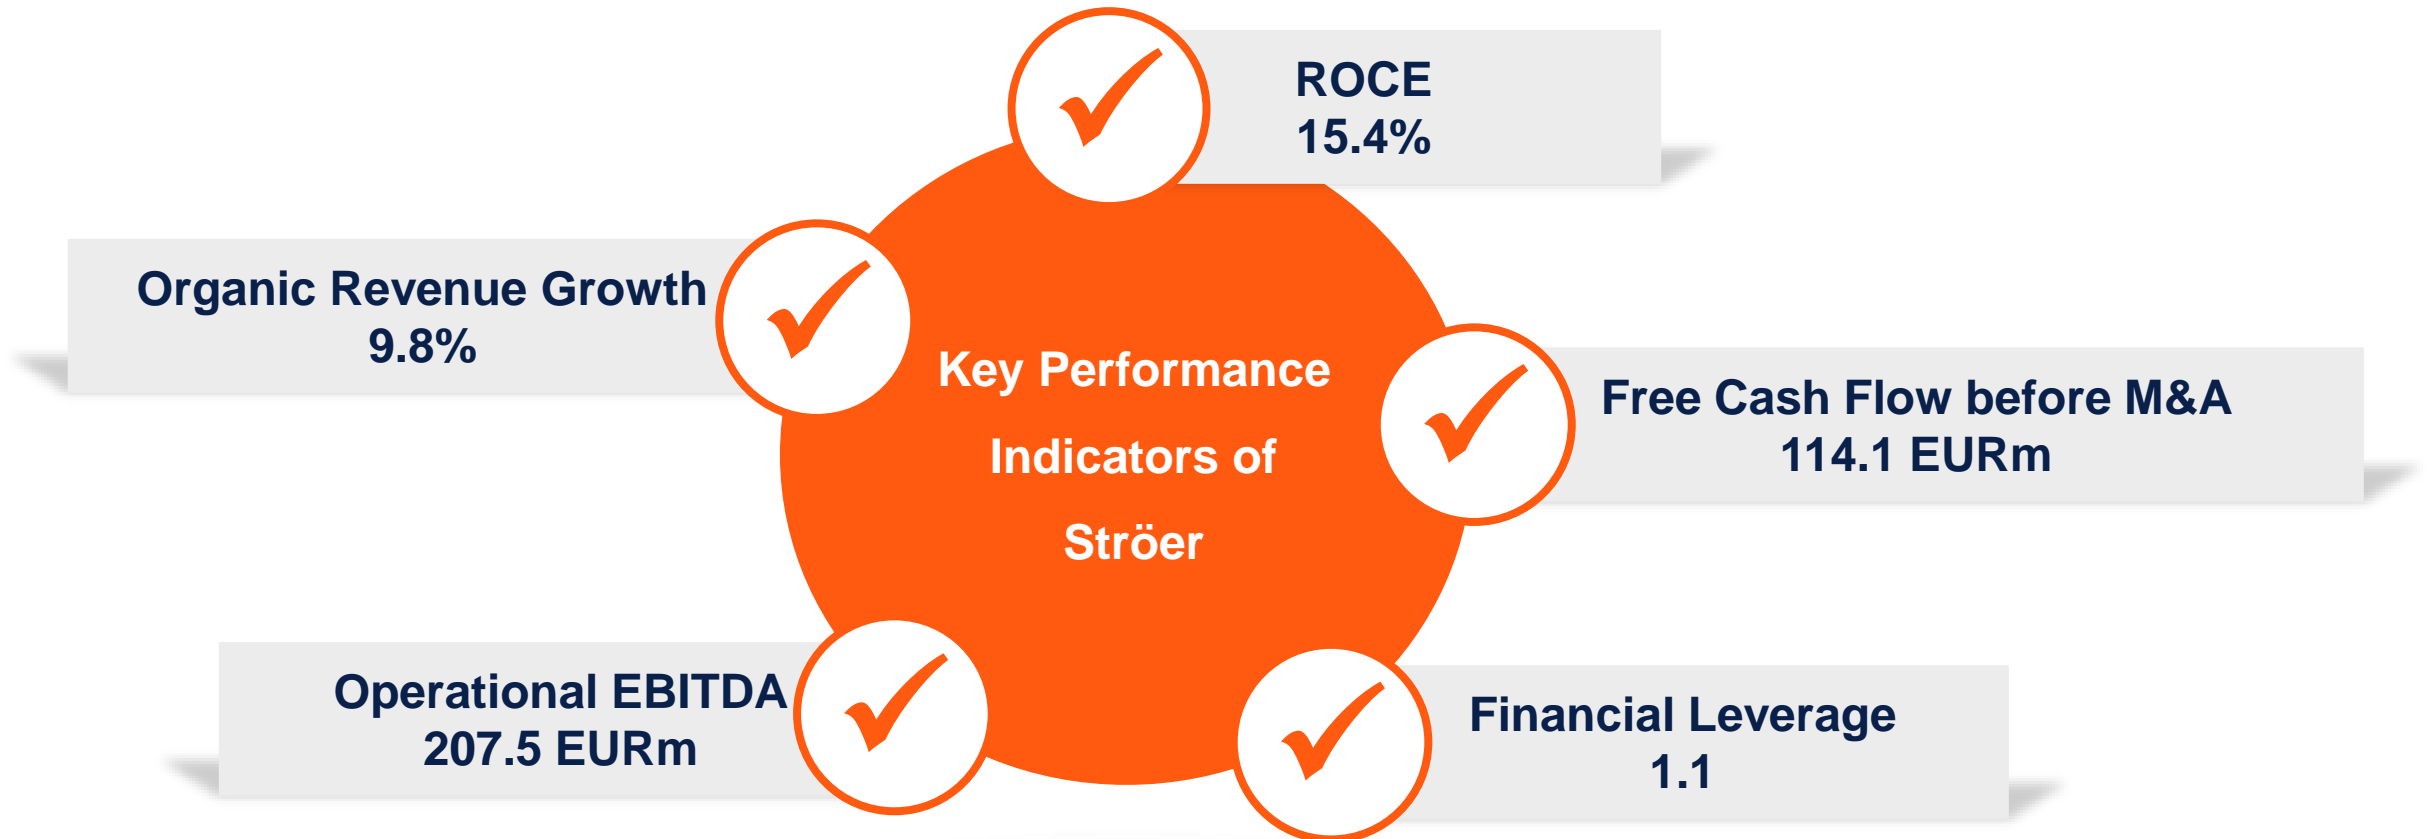 ROCE
15.4%
Organic Revenue Growth
9.8%
Key Performance
Indicators of
Ströer
Free Cash Flow before M&A
114.1 EURm
Operational EBITDA
207.5 EURm
Financial Leverage
1.1